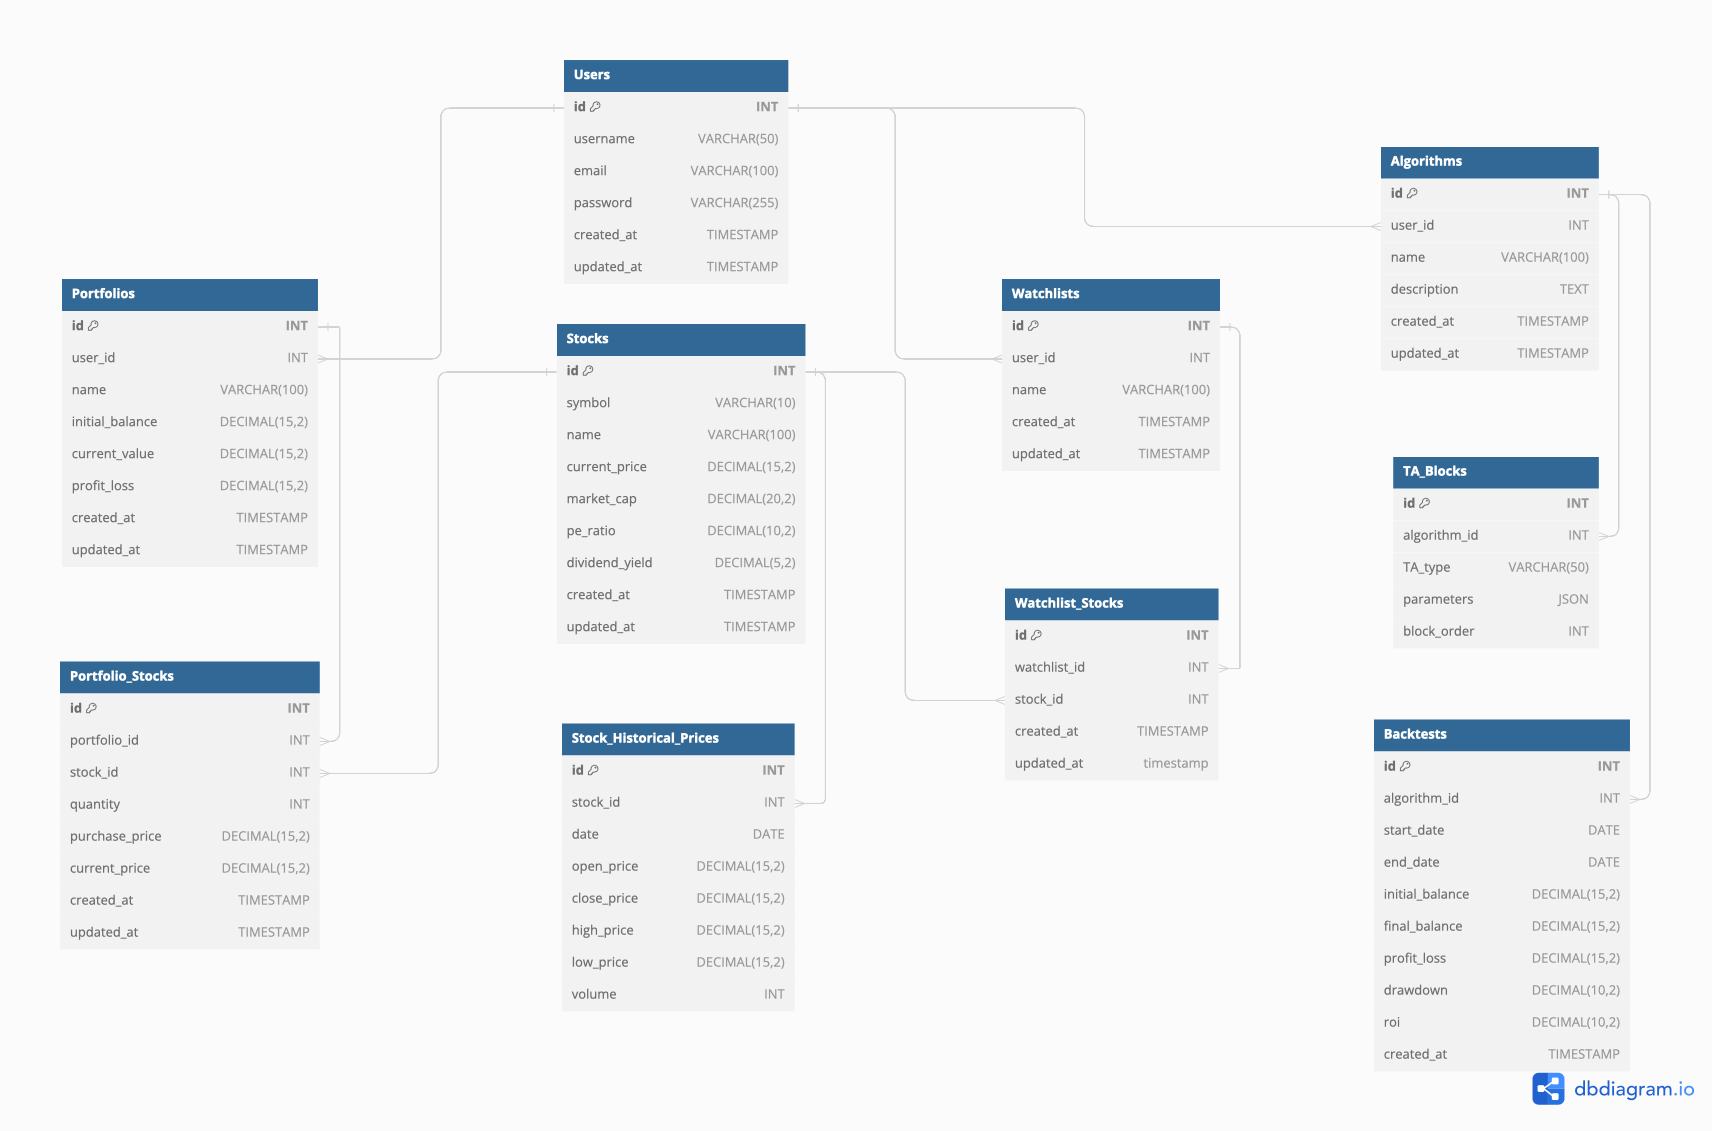 Users
id INT
username VARCHAR(50)
email VARCHAR(100)
password VARCHAR(255)
created_at TIMESTAMP
updated_at TIMESTAMP
Algorithms
id INT
user_id INT
name VARCHAR(100)
description TEXT
created_at TIMESTAMP
updated_at TIMESTAMP
Portfolios
id INT
user_id INT
name VARCHAR(100)
initial_balance DECIMAL(15,2)
current_value DECIMAL(15,2)
profit_loss DECIMAL(15,2)
created_at TIMESTAMP
updated_at TIMESTAMP
Stocks
id INT
symbol VARCHAR(10)
name VARCHAR(100)
current_price DECIMAL(15,2)
market_cap DECIMAL(20,2)
pe_ratio DECIMAL(10,2)
dividend_yield DECIMAL(5,2)
created_at TIMESTAMP
updated_at TIMESTAMP
Watchlists
id INT
user_id INT
name VARCHAR(100)
created_at TIMESTAMP
updated_at TIMESTAMP
TA_Blocks
id INT
algorithm_id INT
TA_type VARCHAR(50)
parameters JSON
block_order INT
Portfolio_Stocks
id INT
portfolio_id INT
stock_id INT
quantity INT
purchase_price DECIMAL(15,2)
current_price DECIMAL(15,2)
created_at TIMESTAMP
updated_at TIMESTAMP
Stock_Historical_Prices
id INT
stock_id INT
date DATE
open_price DECIMAL(15,2)
close_price DECIMAL(15,2)
high_price DECIMAL(15,2)
low_price DECIMAL(15,2)
volume INT
Watchlist_Stocks
id INT
watchlist_id INT
stock_id INT
created_at TIMESTAMP
updated_at timestamp
Backtests
id INT
algorithm_id INT
start_date DATE
end_date DATE
initial_balance DECIMAL(15,2)
final_balance DECIMAL(15,2)
profit_loss DECIMAL(15,2)
drawdown DECIMAL(10,2)
roi DECIMAL(10,2)
created_at TIMESTAMP
dbdiagram.io